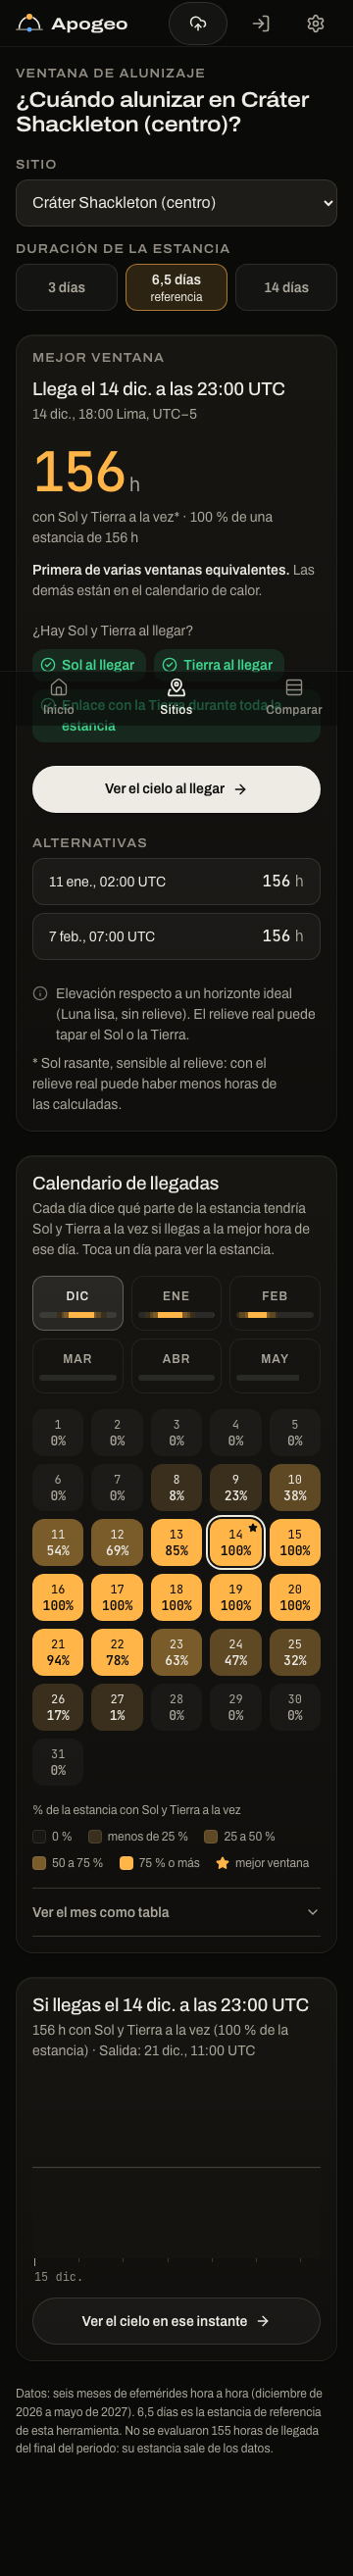 Apogeo
VENTANA DE ALUNIZAJE
¿Cuándo alunizar en Cráter
Shackleton (centro)?
SITIO
Cráter Shackleton (centro)
DURACIÓN DE LA ESTANCIA
3 días
6,5 días
referencia
14 días
MEJOR VENTANA
Llega el 14 dic. a las 23:00 UTC
14 dic., 18:00 Lima, UTC−5
156 h
con Sol y Tierra a la vez* · 100 % de una
estancia de 156 h
Primera de varias ventanas equivalentes. Las
demás están en el calendario de calor.
¿Hay Sol y Tierra al llegar?
Sol al llegar
Tierra al llegar
Enlace con la Tierra durante toda la
estancia
Inicio
Sitios
Comparar
Ver el cielo al llegar →
ALTERNATIVAS
11 ene., 02:00 UTC 156 h
7 feb., 07:00 UTC 156 h
Elevación respecto a un horizonte ideal
(Luna lisa, sin relieve). El relieve real puede
tapar el Sol o la Tierra.
* Sol rasante, sensible al relieve: con el
relieve real puede haber menos horas de
las calculadas.
Calendario de llegadas
Cada día dice qué parte de la estancia tendría
Sol y Tierra a la vez si llegas a la mejor hora de
ese día. Toca un día para ver la estancia.
DIC ENE FEB
MAR ABR MAY
1 2 3 4 5
0% 0% 0% 0% 0%
6 7 8 9 10
0% 0% 8% 23% 38%
11 12 13 14 15
54% 69% 85% 100% 100%
16 17 18 19 20
100% 100% 100% 100% 100%
21 22 23 24 25
94% 78% 63% 47% 32%
26 27 28 29 30
17% 1% 0% 0% 0%
31
0%
% de la estancia con Sol y Tierra a la vez
0 % menos de 25 % 25 a 50 %
50 a 75 % 75 % o más mejor ventana
Ver el mes como tabla
Si llegas el 14 dic. a las 23:00 UTC
156 h con Sol y Tierra a la vez (100 % de la
estancia) · Salida: 21 dic., 11:00 UTC
15 dic.
Ver el cielo en ese instante →
Datos: seis meses de efemérides hora a hora (diciembre de
2026 a mayo de 2027). 6,5 días es la estancia de referencia
de esta herramienta. No se evaluaron 155 horas de llegada
del final del periodo: su estancia sale de los datos.